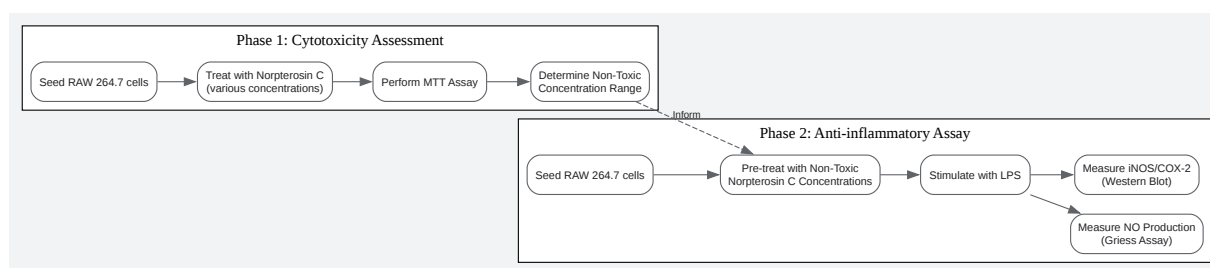 Phase 1: Cytotoxicity Assessment
Seed RAW 264.7 cells
Treat with Norpterosin C
(various concentrations)
Perform MTT Assay
Determine Non-Toxic
Concentration Range
Inform
Phase 2: Anti-inflammatory Assay
Seed RAW 264.7 cells
Pre-treat with Non-Toxic
Norpterosin C Concentrations
Stimulate with LPS
Measure iNOS/COX-2
(Western Blot)
Measure NO Production
(Griess Assay)